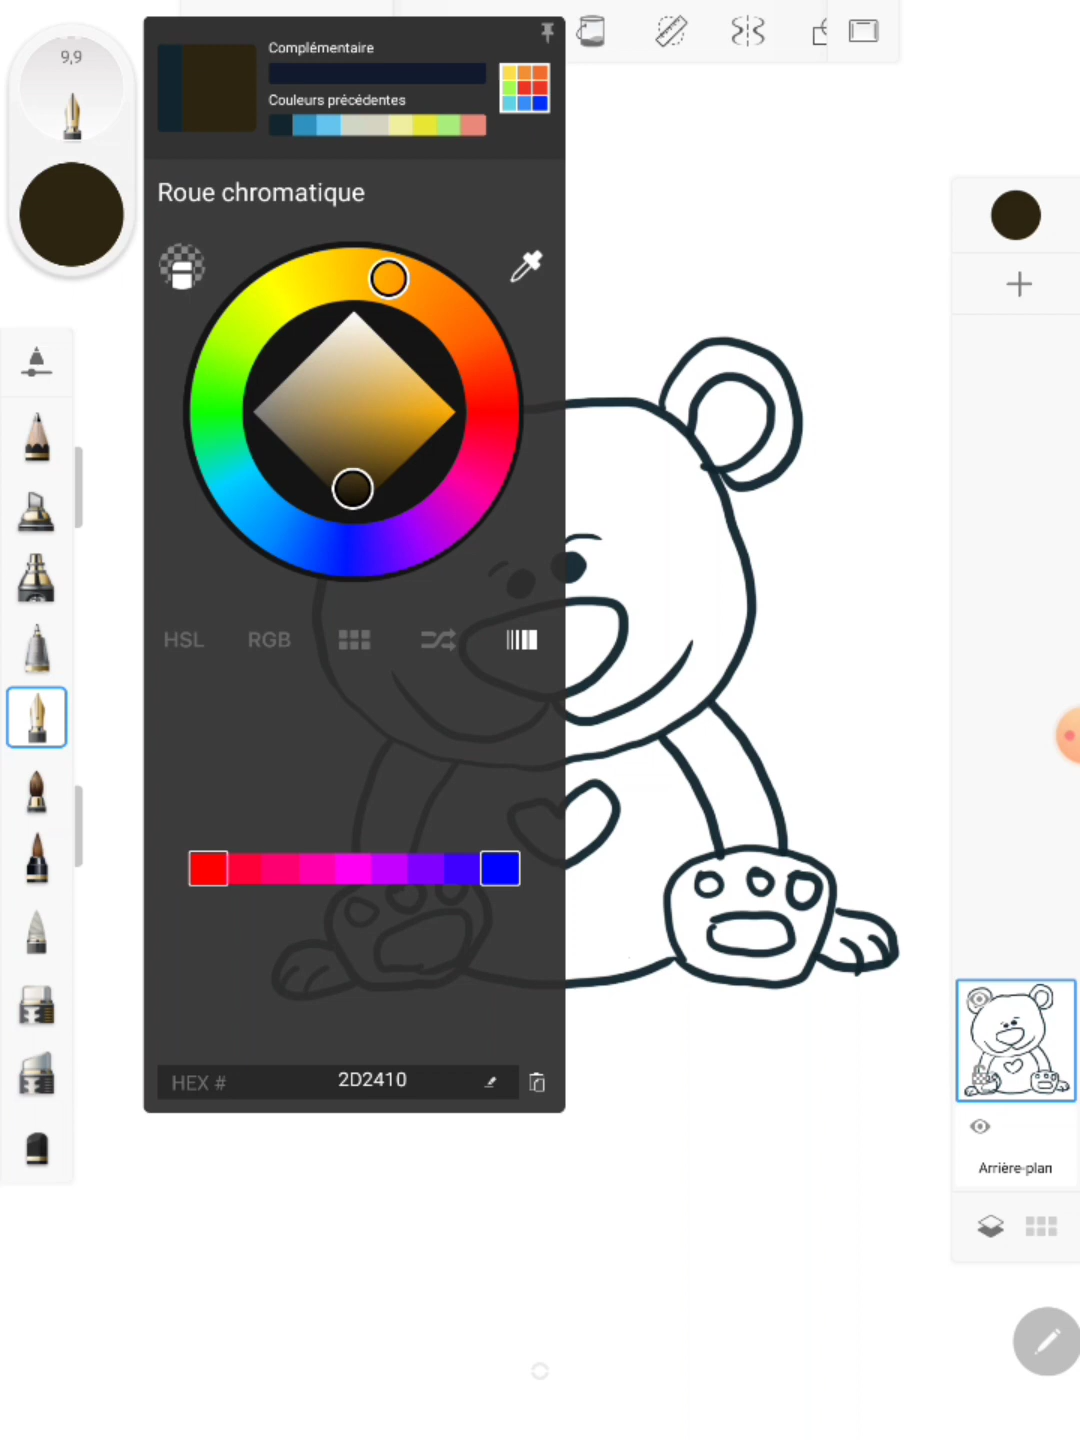 9,9
Complémentaire
Couleurs précédentes
Roue chromatique
HSL
RGB
HEX #
2D2410
Arrière-plan